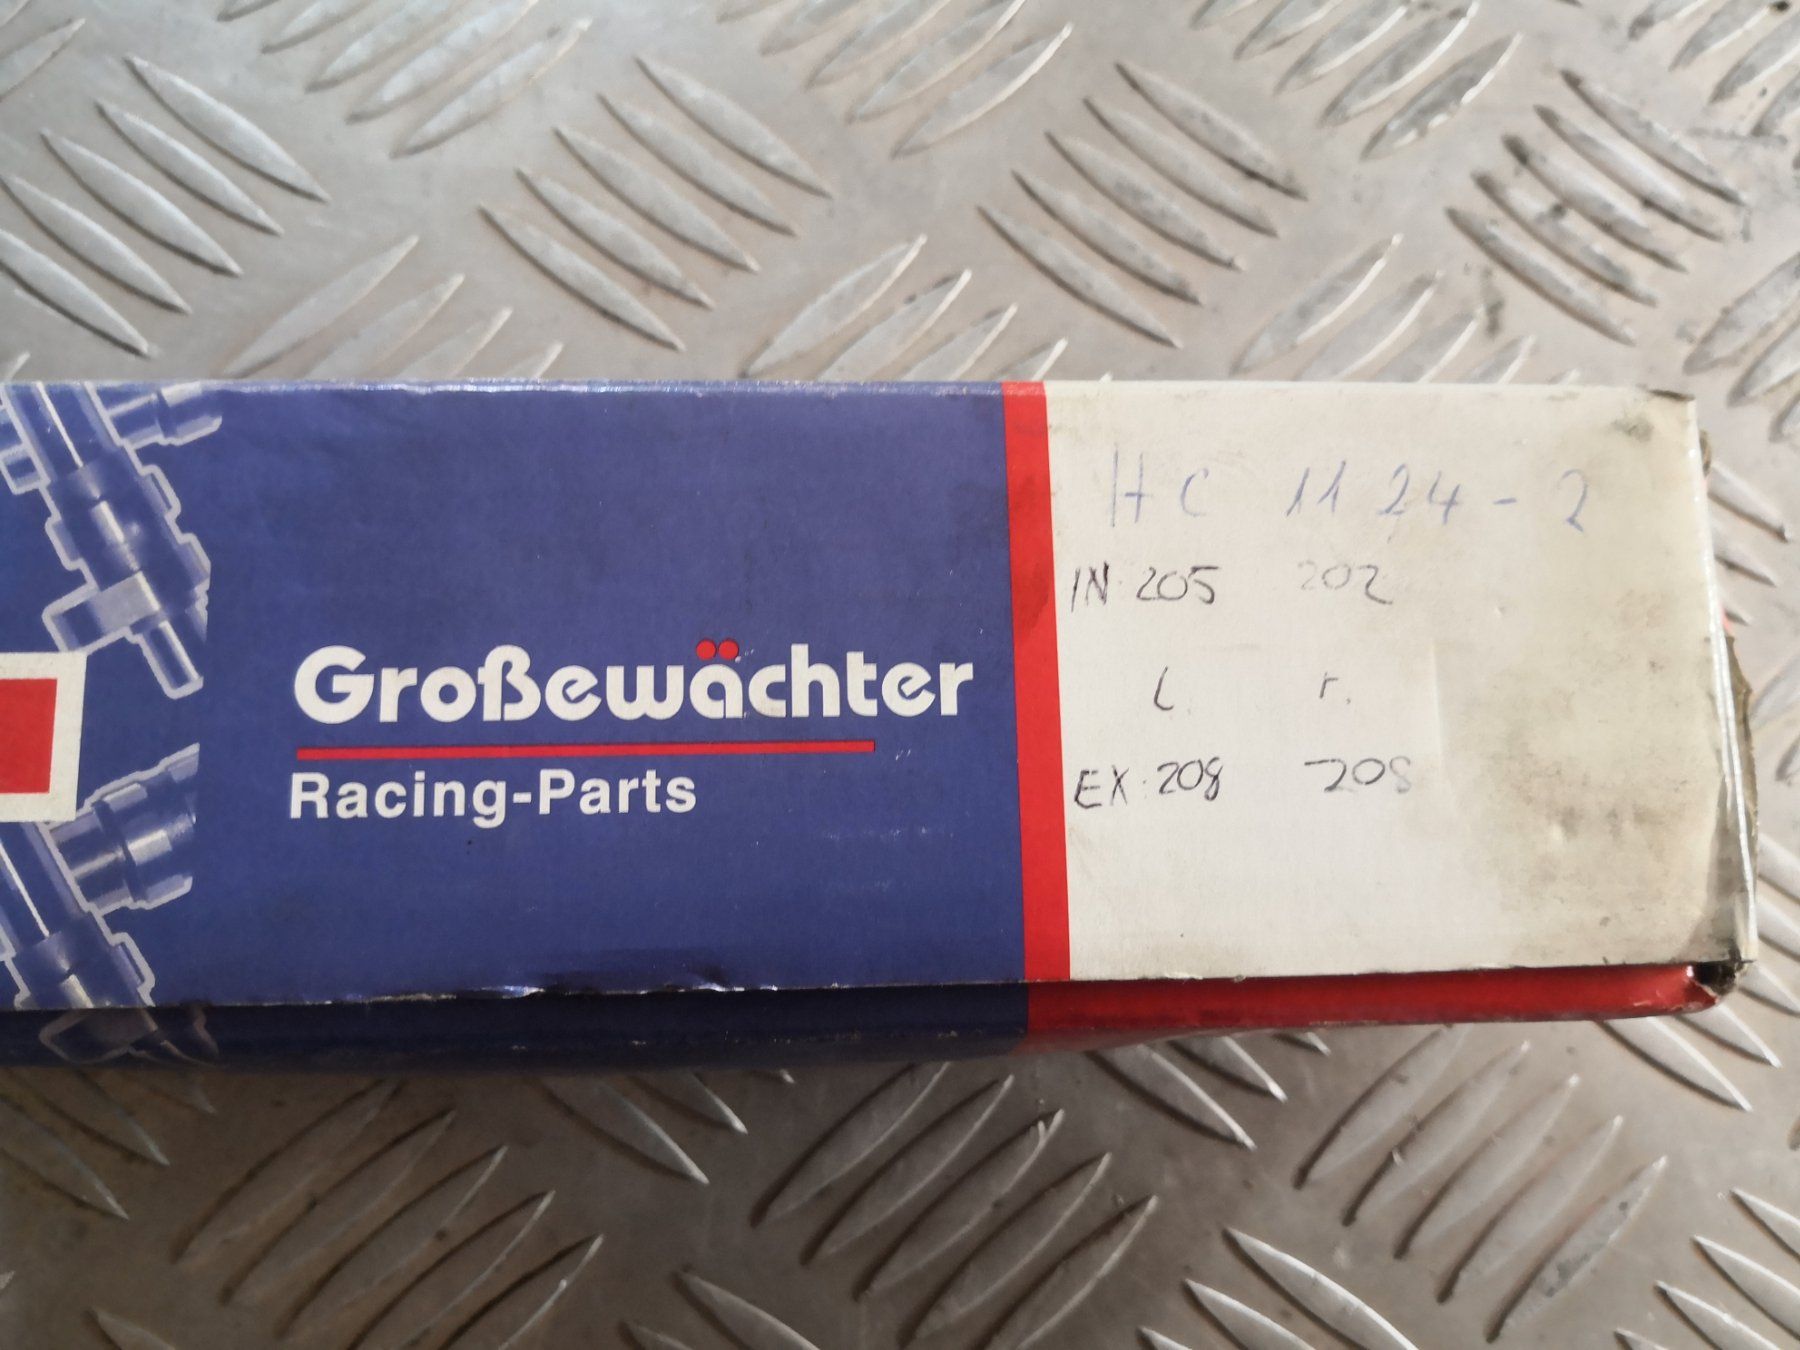 Großewächter
Racing-Parts
HC 1124-2
IN: 205 202
l. r.
EX: 208 208